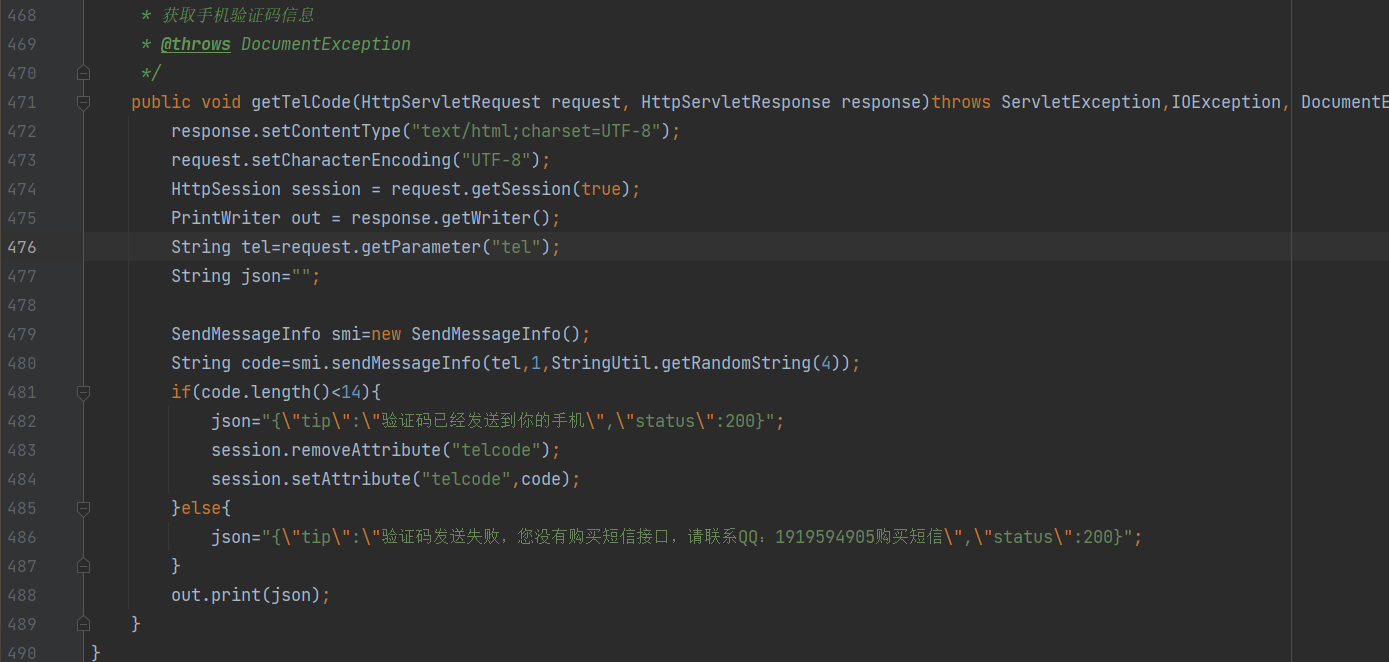 468 * 获取手机验证码信息
469 * @throws DocumentException
470 */
471 public void getTelCode(HttpServletRequest request, HttpServletResponse response)throws ServletException,IOException, DocumentE
472 response.setContentType("text/html;charset=UTF-8");
473 request.setCharacterEncoding("UTF-8");
474 HttpSession session = request.getSession(true);
475 PrintWriter out = response.getWriter();
476 String tel=request.getParameter("tel");
477 String json="";
478
479 SendMessageInfo smi=new SendMessageInfo();
480 String code=smi.sendMessageInfo(tel,1,StringUtil.getRandomString(4));
481 if(code.length()<14){
482 json="{\"tip\":\"验证码已经发送到你的手机\",\"status\":200}";
483 session.removeAttribute("telcode");
484 session.setAttribute("telcode",code);
485 }else{
486 json="{\"tip\":\"验证码发送失败，您没有购买短信接口，请联系QQ：1919594905购买短信\",\"status\":200}";
487 }
488 out.print(json);
489 }
490 }